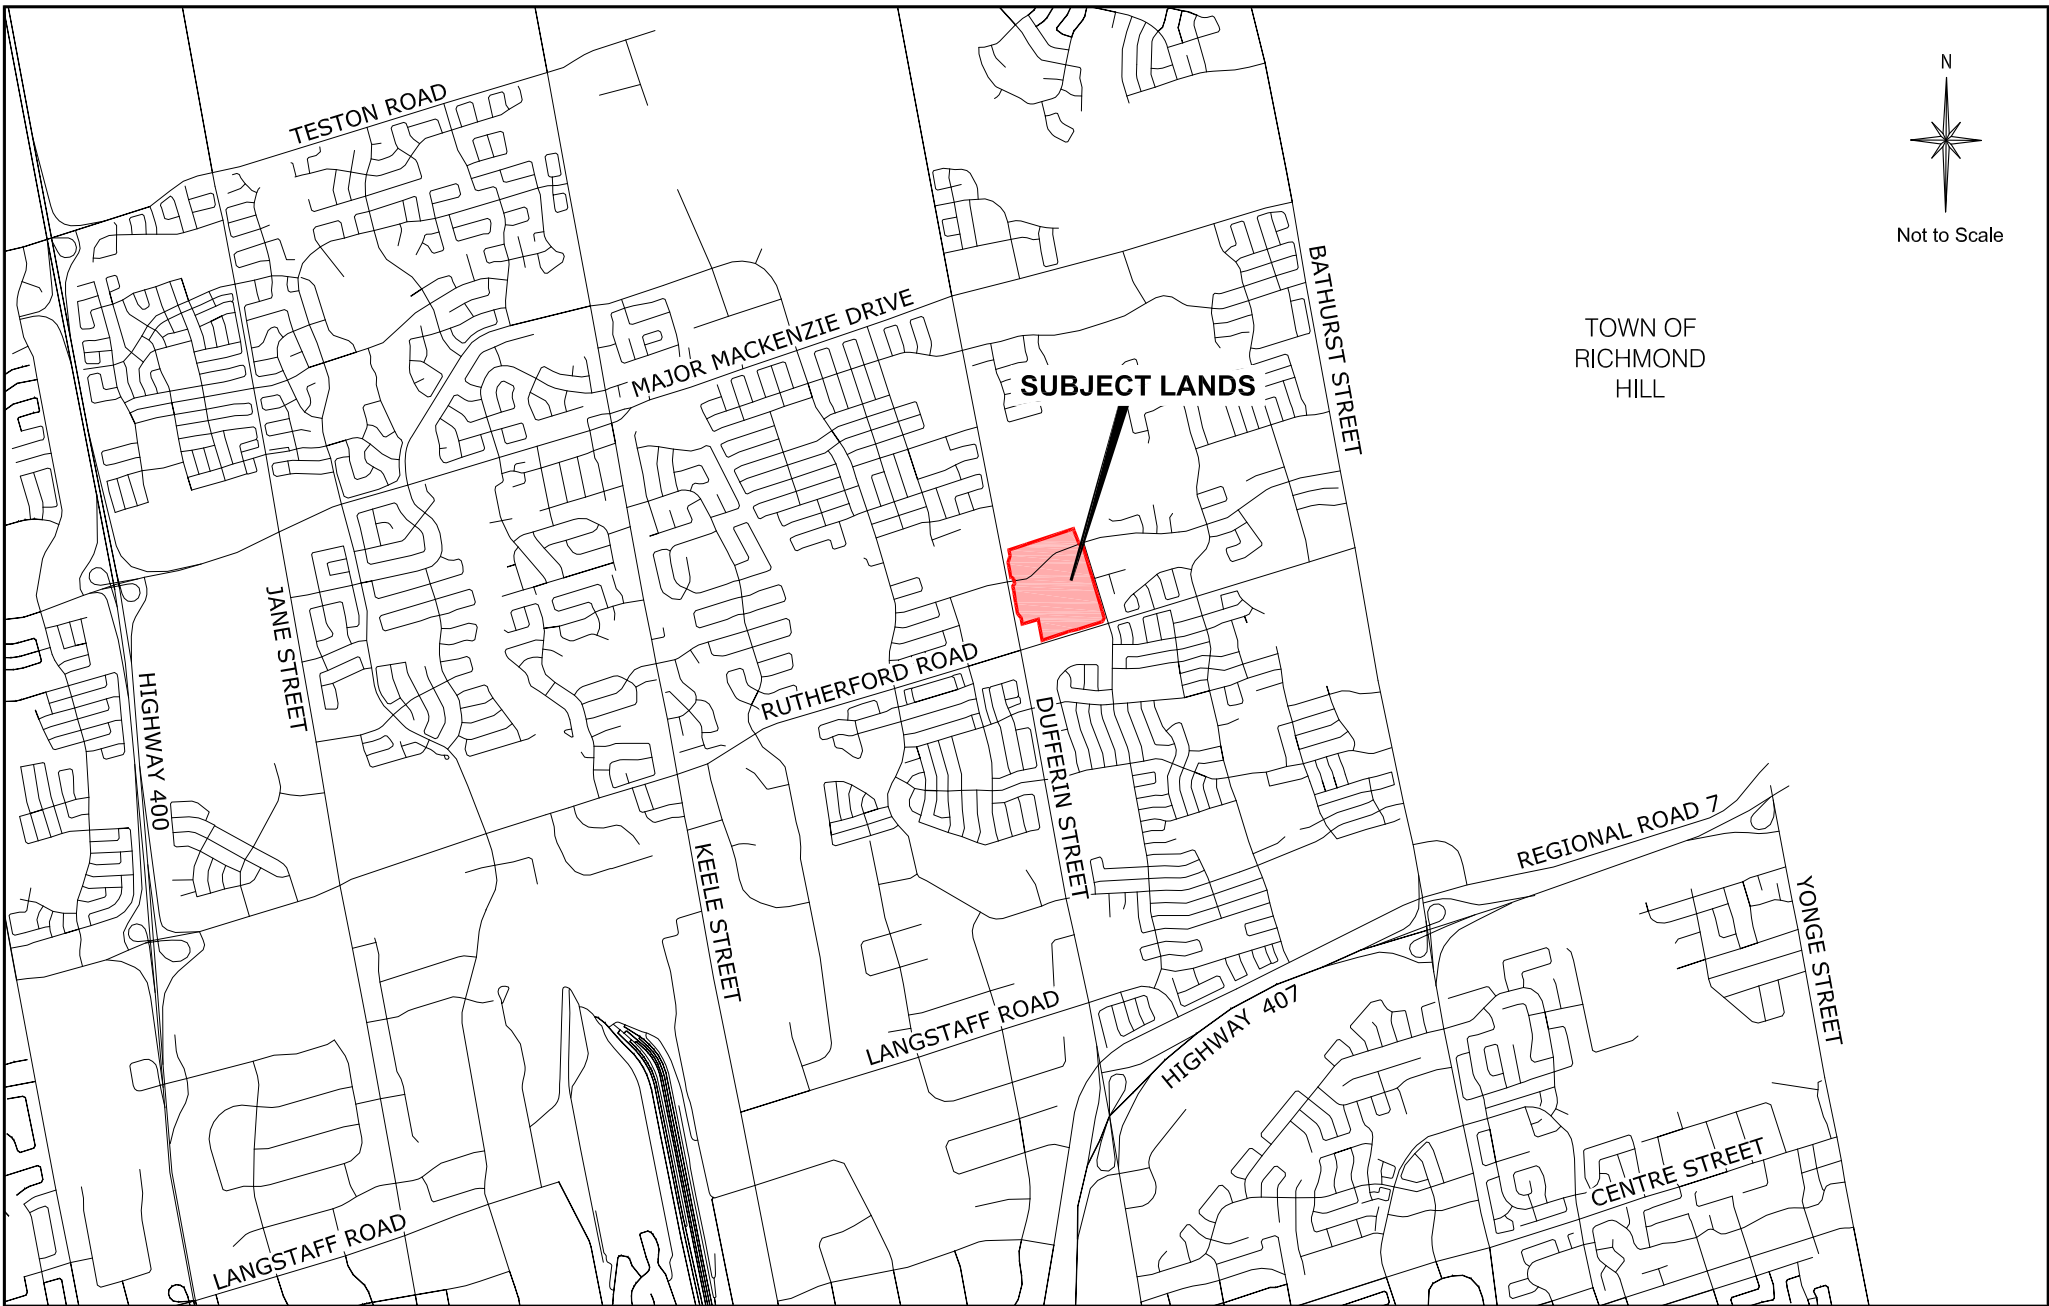 N
Not to Scale
TESTON ROAD
MAJOR MACKENZIE DRIVE
BATHURST STREET
TOWN OF
RICHMOND
HILL
SUBJECT LANDS
JANE STREET
HIGHWAY 400
RUTHERFORD ROAD
DUFFERIN STREET
KEELE STREET
REGIONAL ROAD 7
YONGE STREET
LANGSTAFF ROAD
HIGHWAY 407
CENTRE STREET
LANGSTAFF ROAD